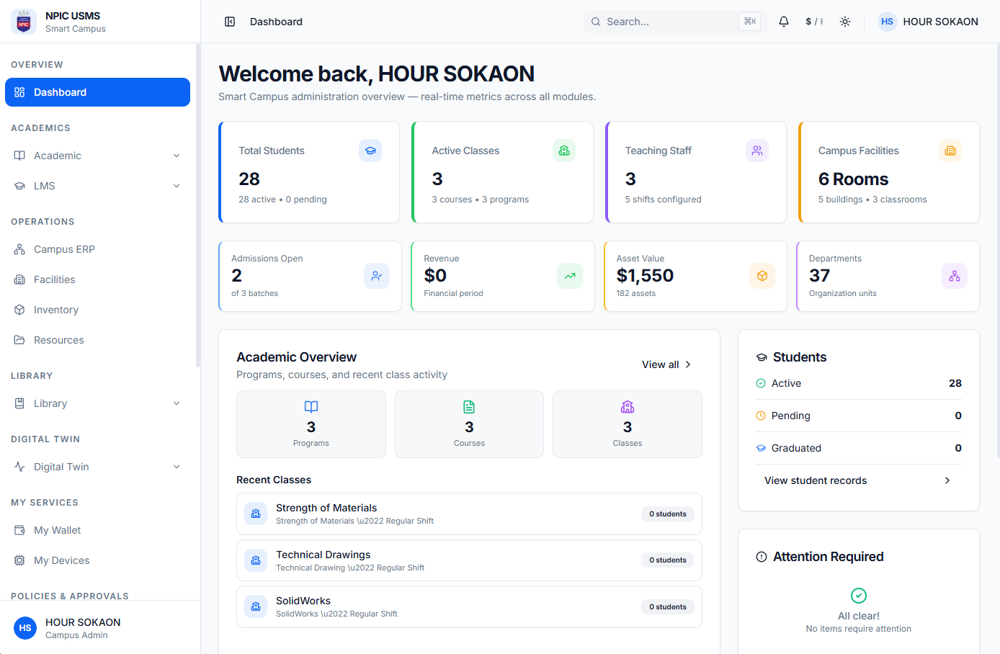 NPIC USMS
Smart Campus
OVERVIEW
Dashboard
ACADEMICS
Academic
LMS
OPERATIONS
Campus ERP
Facilities
Inventory
Resources
LIBRARY
Library
DIGITAL TWIN
Digital Twin
MY SERVICES
My Wallet
My Devices
POLICIES & APPROVALS
HS
HOUR SOKAON
Campus Admin
Dashboard
Search...
⌘K
$ / ៛
HS
HOUR SOKAON
Welcome back, HOUR SOKAON
Smart Campus administration overview — real-time metrics across all modules.
Total Students
28
28 active • 0 pending
Active Classes
3
3 courses • 3 programs
Teaching Staff
3
5 shifts configured
Campus Facilities
6 Rooms
5 buildings • 3 classrooms
Admissions Open
2
of 3 batches
Revenue
$0
Financial period
Asset Value
$1,550
182 assets
Departments
37
Organization units
Academic Overview
Programs, courses, and recent class activity
View all
3
Programs
3
Courses
3
Classes
Recent Classes
Strength of Materials
Strength of Materials \u2022 Regular Shift
0 students
Technical Drawings
Technical Drawing \u2022 Regular Shift
0 students
SolidWorks
SolidWorks \u2022 Regular Shift
0 students
Students
Active 28
Pending 0
Graduated 0
View student records
Attention Required
All clear!
No items require attention